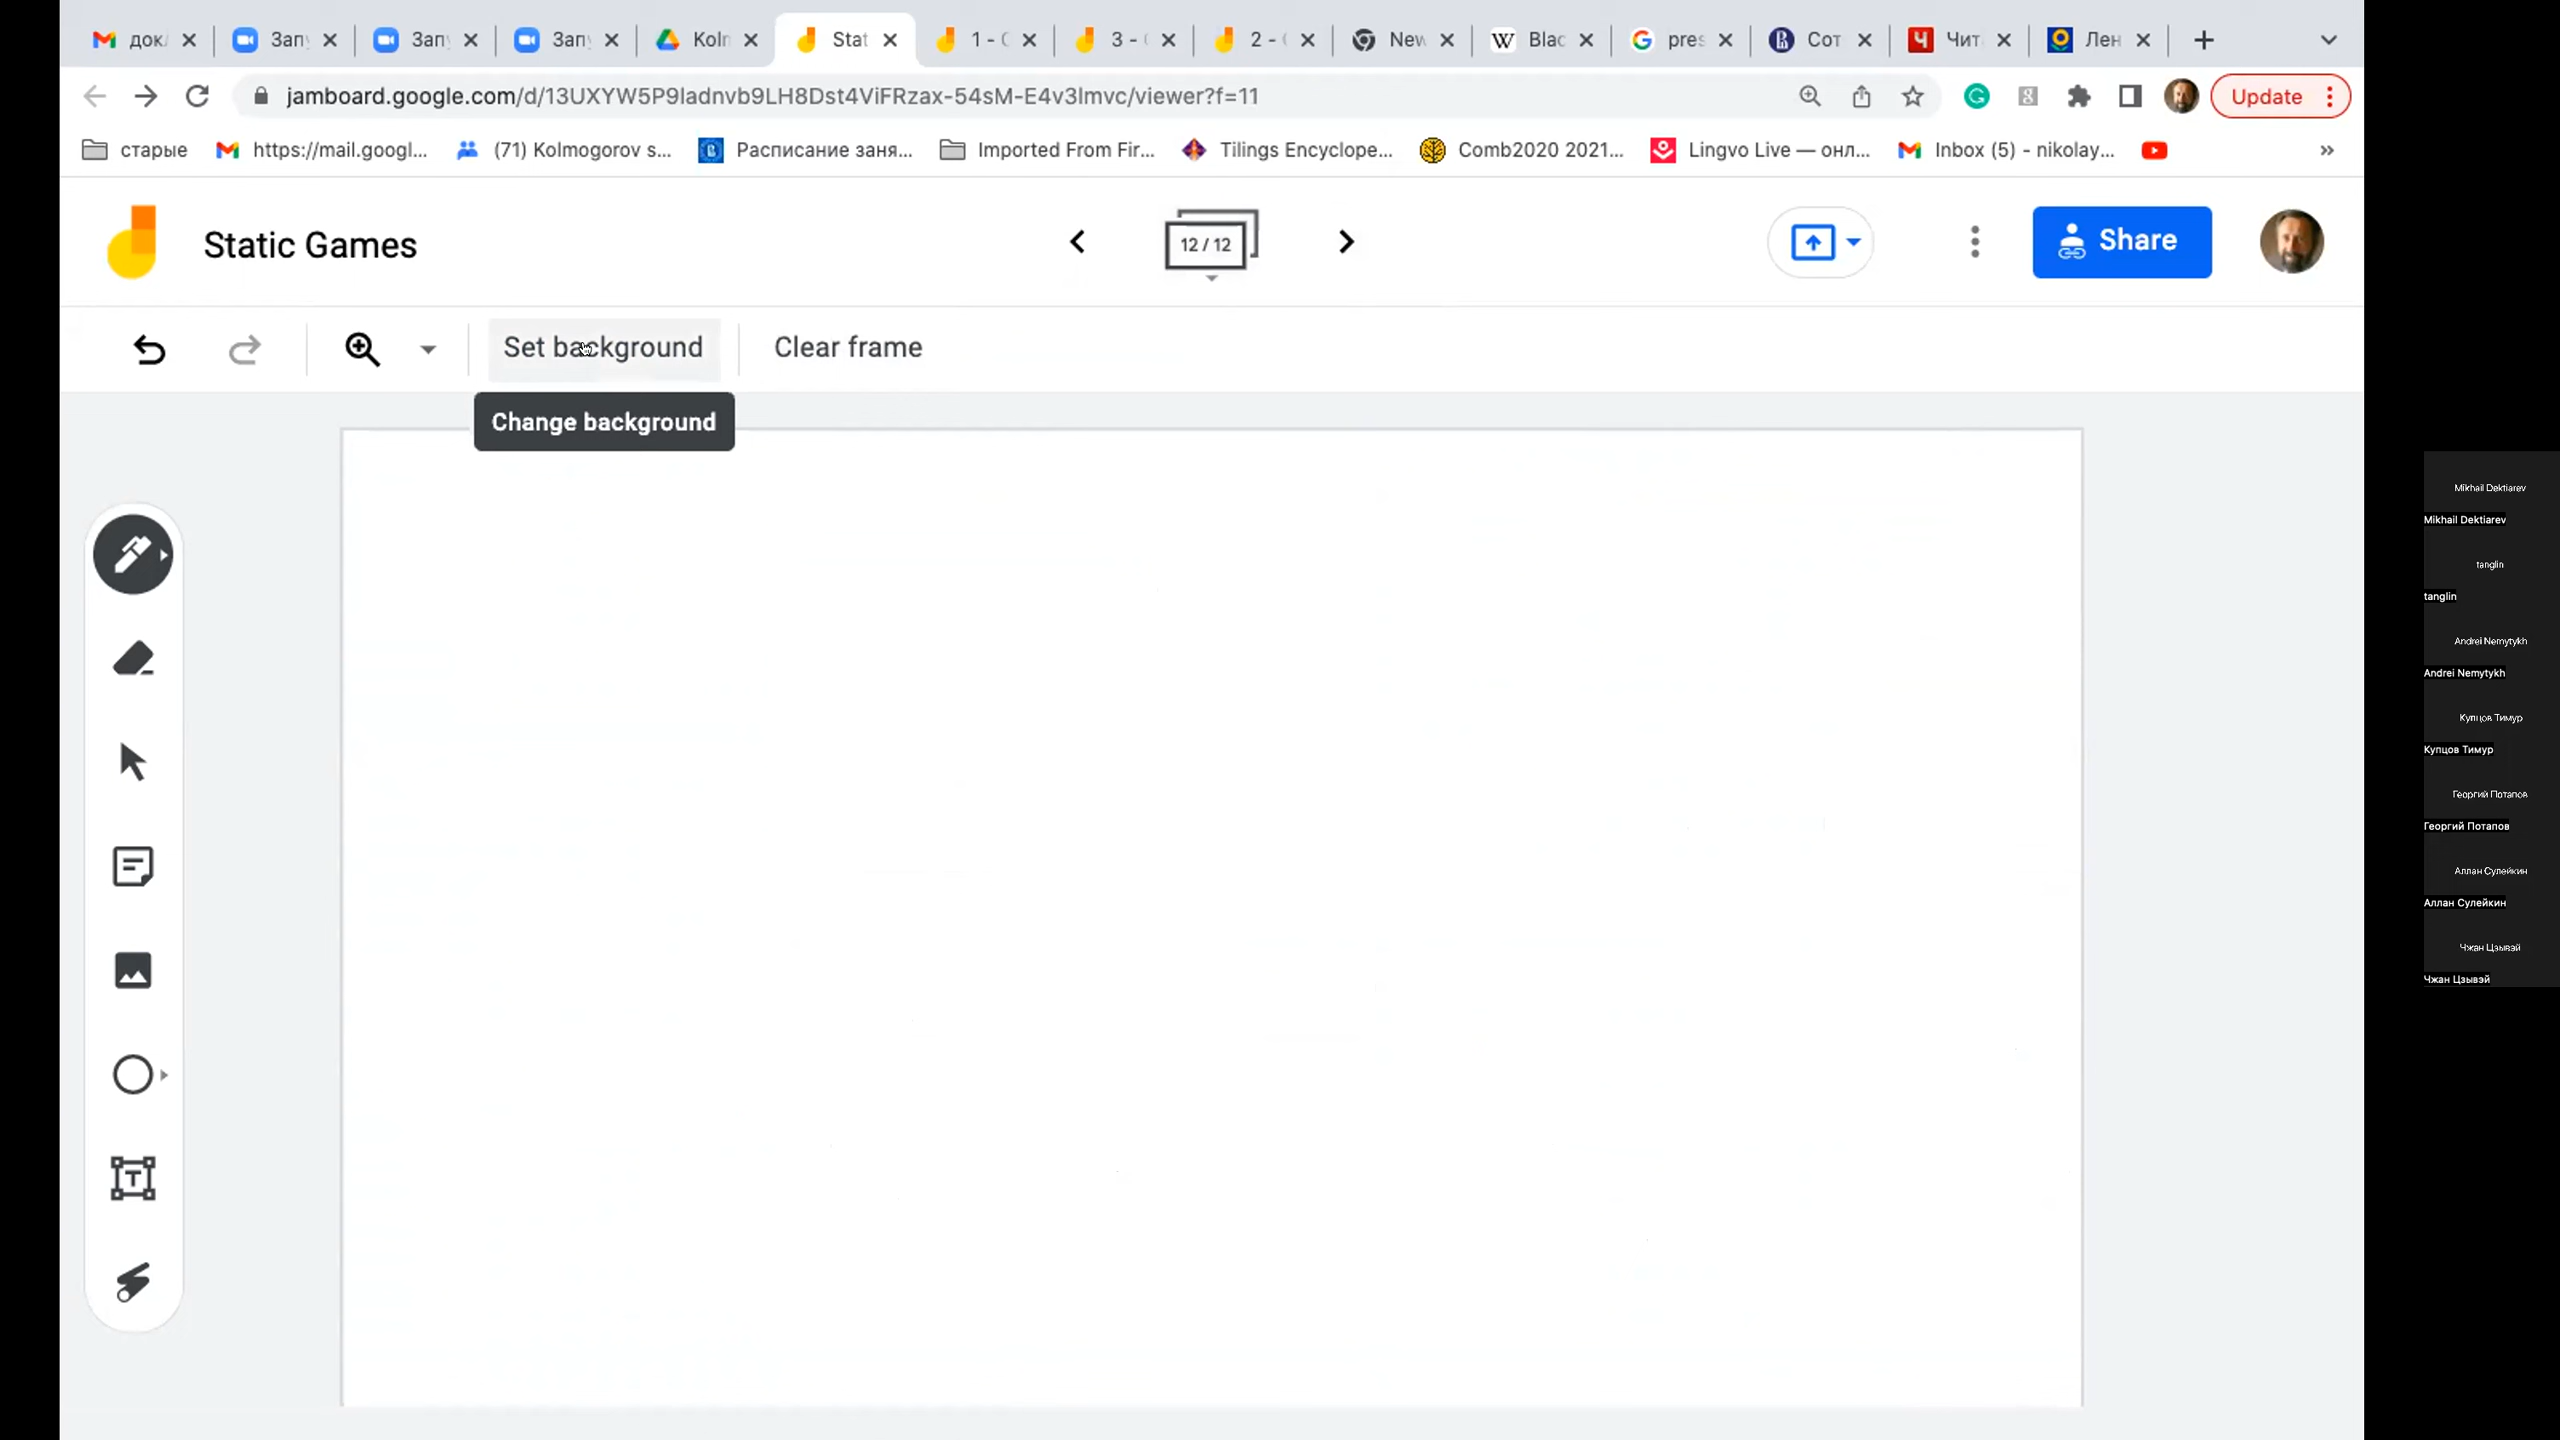 док
Зап
Зап
Зап
Koln
Stat
1 - C
3 -
2 -
New
Blac
pres
Сот
Чит
Лен
jamboard.google.com/d/13UXYW5P9ladnvb9LH8Dst4ViFRzax-54sM-E4v3lmvc/viewer?f=11
Update
старые
https://mail.googl...
(71) Kolmogorov s...
Расписание заня...
Imported From Fir...
Tilings Encyclope...
Comb2020 2021...
Lingvo Live — онл...
Inbox (5) - nikolay...
Static Games
12 / 12
Share
Set background
Clear frame
Change background
Mikhail Dektiarev
Mikhail Dektiarev
tanglin
tanglin
Andrei Nemytykh
Andrei Nemytykh
Купцов Тимур
Купцов Тимур
Георгий Потапов
Георгий Потапов
Аллан Сулейкин
Аллан Сулейкин
Чжан Цзывэй
Чжан Цзывэй